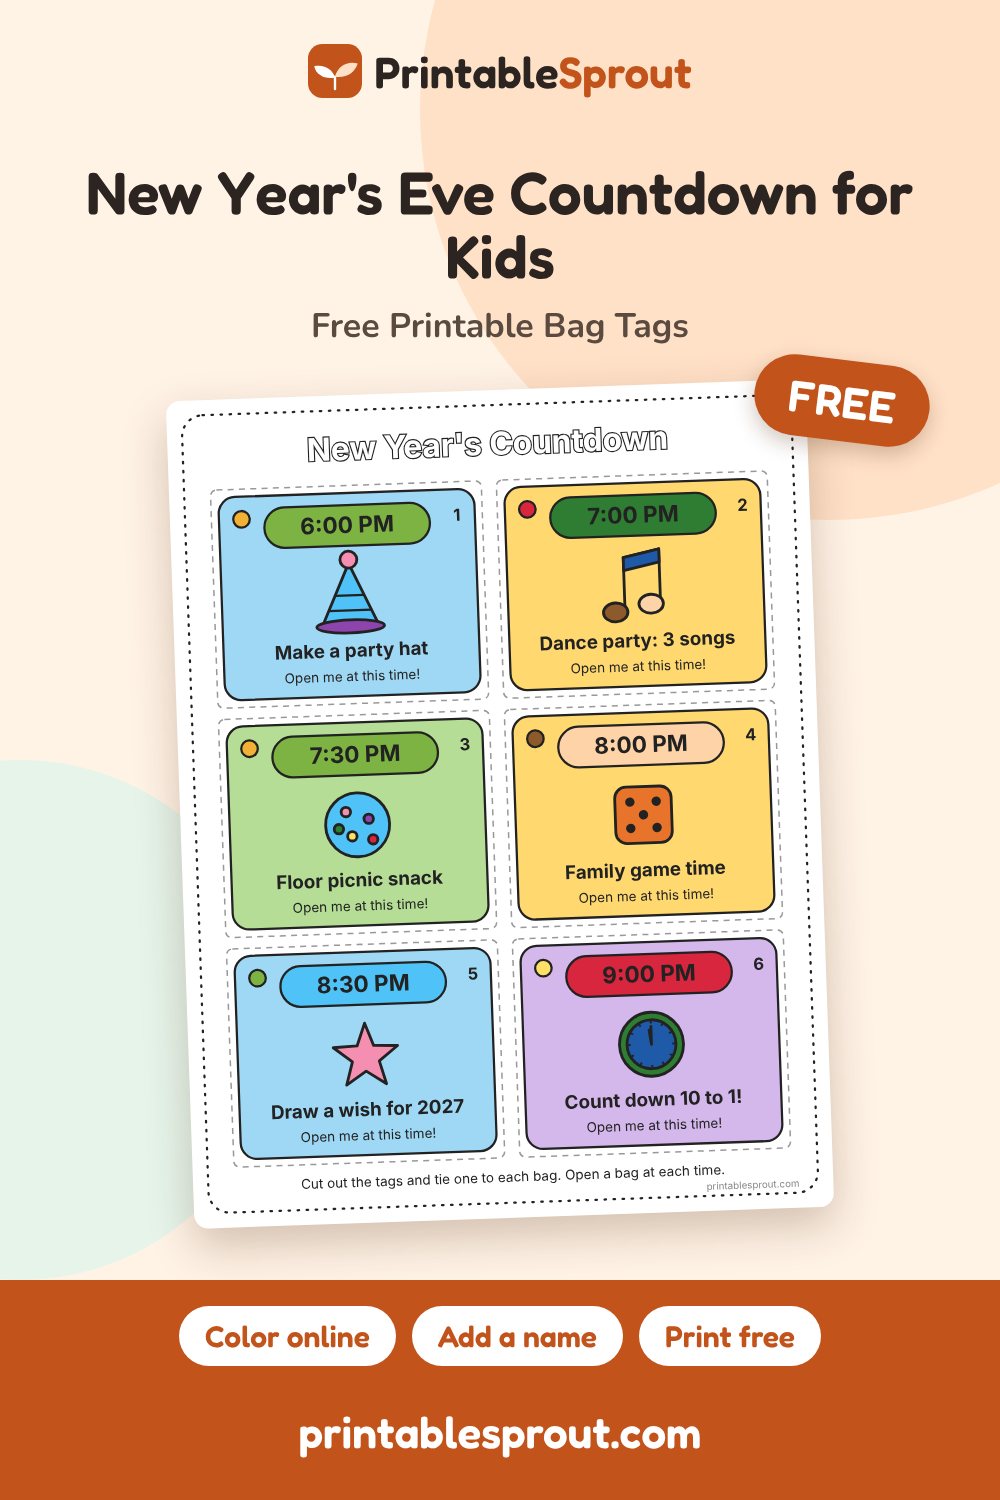 PrintableSprout
New Year's Eve Countdown for
Kids
Free Printable Bag Tags
FREE
New Year's Countdown
6:00 PM
1
Make a party hat
Open me at this time!
7:00 PM
2
Dance party: 3 songs
Open me at this time!
7:30 PM
3
Floor picnic snack
Open me at this time!
8:00 PM
4
Family game time
Open me at this time!
8:30 PM
5
Draw a wish for 2027
Open me at this time!
9:00 PM
6
Count down 10 to 1!
Open me at this time!
Cut out the tags and tie one to each bag. Open a bag at each time.
printablesprout.com
Color online
Add a name
Print free
printablesprout.com